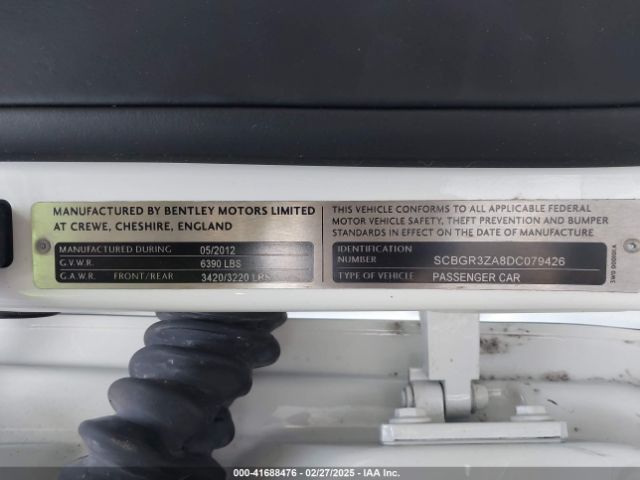 MANUFACTURED BY BENTLEY MOTORS LIMITED
AT CREWE, CHESHIRE, ENGLAND
MANUFACTURED DURING 05/2012
G.V.W.R. 6390 LBS
G.A.W.R. FRONT/REAR 3420/3220 LBS
THIS VEHICLE CONFORMS TO ALL APPLICABLE FEDERAL
MOTOR VEHICLE SAFETY, THEFT PREVENTION AND BUMPER
STANDARDS IN EFFECT ON THE DATE OF MANUFACTURE
IDENTIFICATION
NUMBER SCBGR3ZA8DC079426
TYPE OF VEHICLE PASSENGER CAR
000-41688476 - 02/27/2025 - IAA Inc.